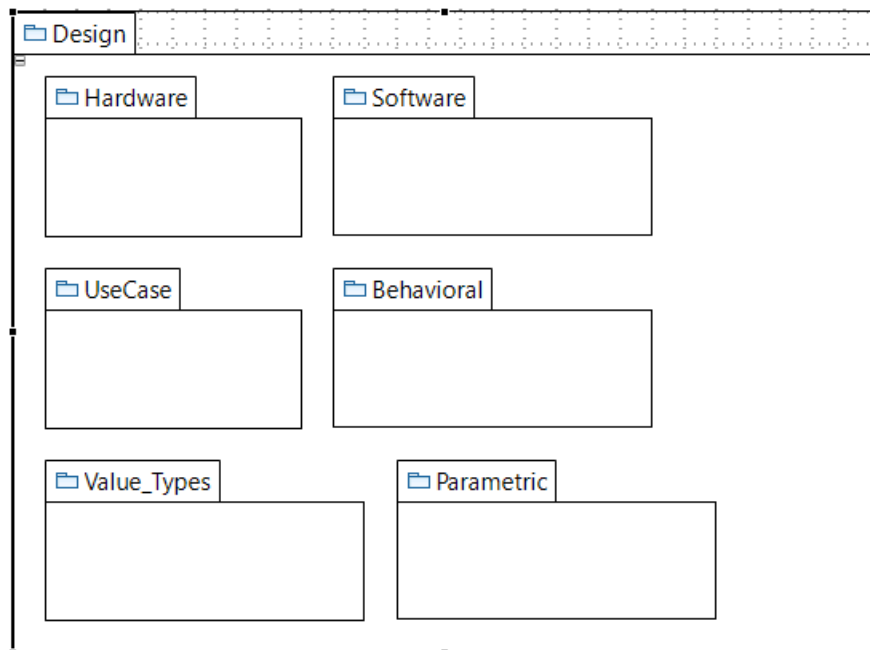 Design
Hardware
Software
UseCase
Behavioral
Value_Types
Parametric